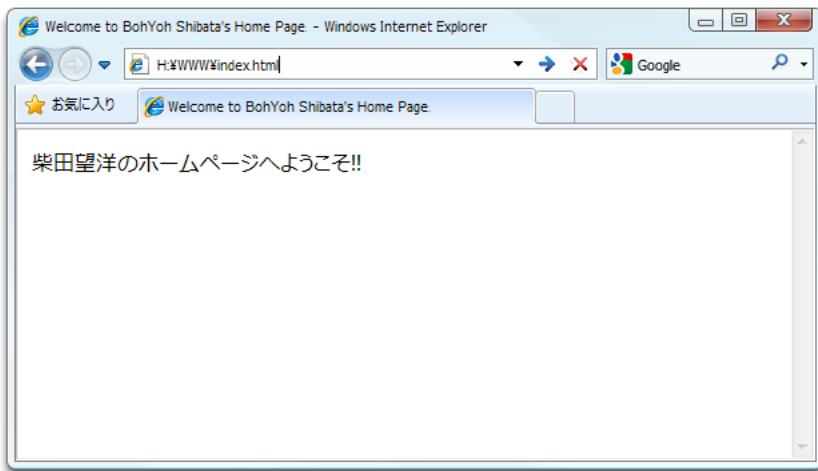 Welcome to BohYoh Shibata's Home Page. - Windows Internet Explorer
H:¥WWW¥index.html
Google
お気に入り
Welcome to BohYoh Shibata's Home Page.
柴田望洋のホームページへようこそ!!